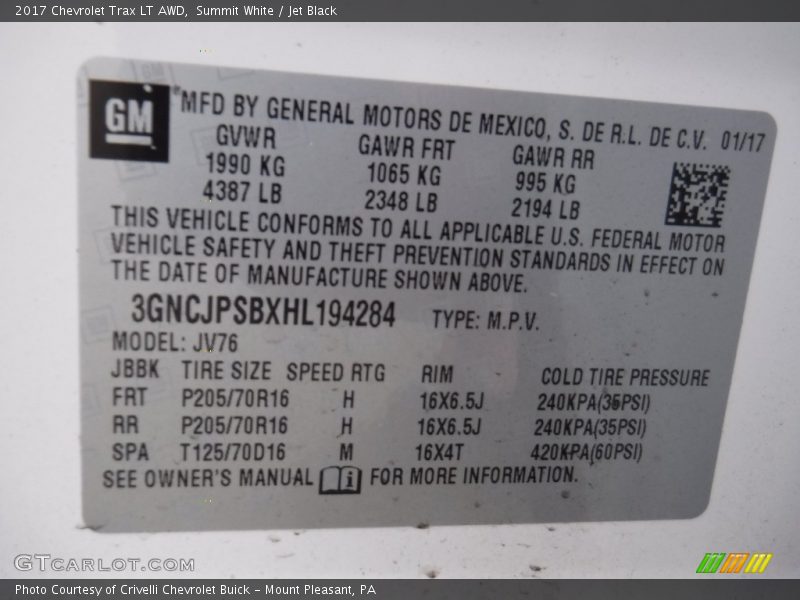 2017 Chevrolet Trax LT AWD,  Summit White / Jet Black
GM
MFD BY GENERAL MOTORS DE MEXICO, S. DE R.L. DE C.V. 01/17
GVWR GAWR FRT GAWR RR
1990 KG 1065 KG 995 KG
4387 LB 2348 LB 2194 LB
THIS VEHICLE CONFORMS TO ALL APPLICABLE U.S. FEDERAL MOTOR
VEHICLE SAFETY AND THEFT PREVENTION STANDARDS IN EFFECT ON
THE DATE OF MANUFACTURE SHOWN ABOVE.
3GNCJPSBXHL194284 TYPE: M.P.V.
MODEL: JV76
JBBK TIRE SIZE SPEED RTG RIM COLD TIRE PRESSURE
FRT P205/70R16 H 16X6.5J 240KPA(35PSI)
RR P205/70R16 H 16X6.5J 240KPA(35PSI)
SPA T125/70D16 M 16X4T 420KPA(60PSI)
SEE OWNER'S MANUAL FOR MORE INFORMATION.
GTCARLOT.COM
Photo Courtesy of Crivelli Chevrolet Buick – Mount Pleasant, PA